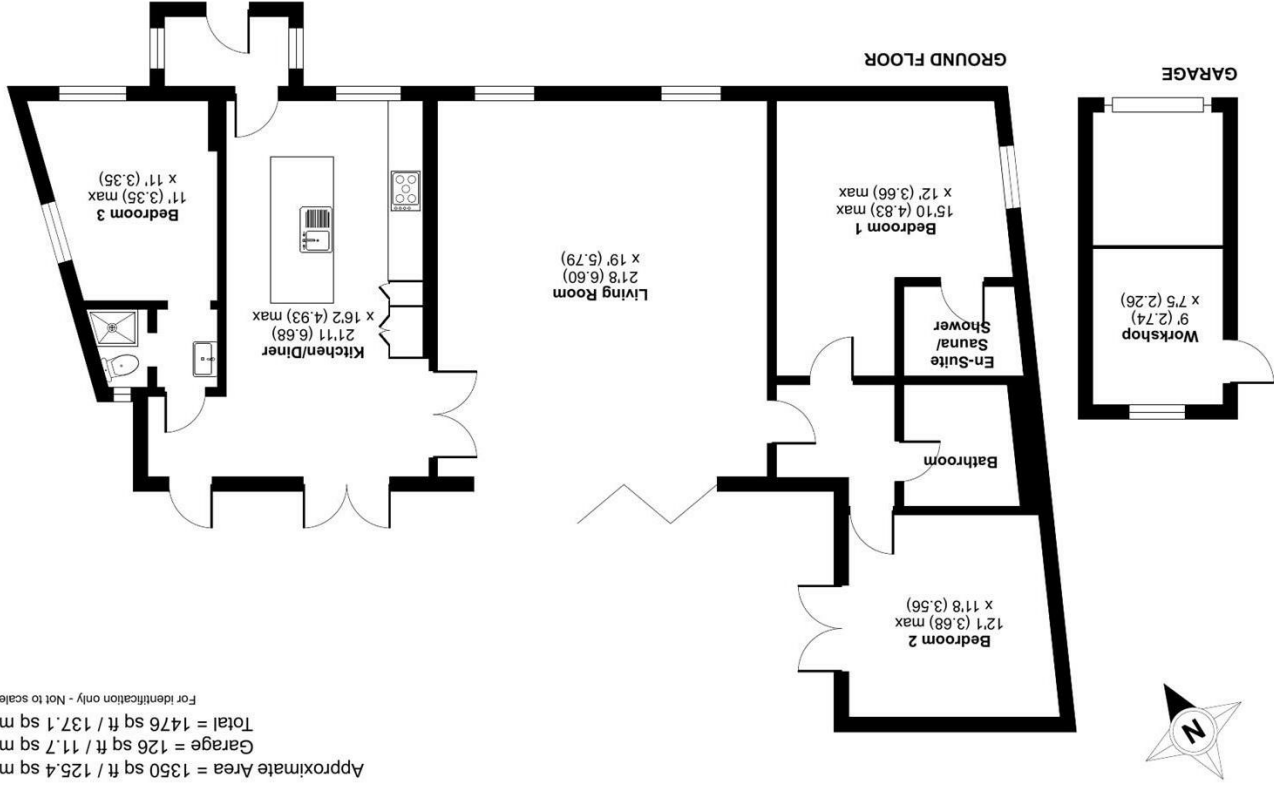 Approximate Area = 1350 sq ft / 125.4 sq m
Garage = 126 sq ft / 11.7 sq m
Total = 1476 sq ft / 137.1 sq m
For identification only - Not to scale
N
Bedroom 2
12'1 (3.68) max
x 11'8 (3.56)
Bathroom
En-Suite
Shower/
Sauna/
Bedroom 1
15'10 (4.83) max
x 12' (3.66) max
Living Room
21'8 (6.60)
x 19' (5.79)
Kitchen/Diner
21'11 (6.68)
x 16'2 (4.93) max
Bedroom 3
11' (3.35) max
x 11' (3.35)
Workshop
9' (2.74)
x 7'5 (2.26)
GARAGE
GROUND FLOOR